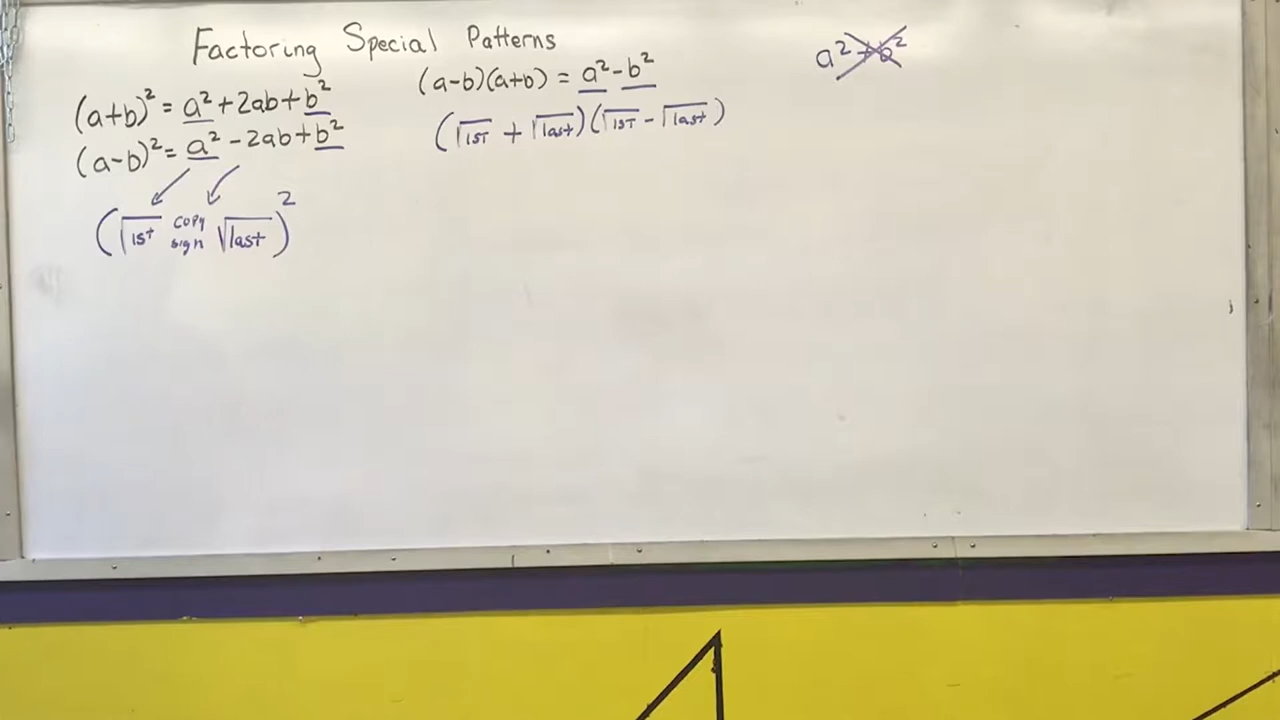 Factoring Special Patterns
(a+b)² = a² + 2ab + b²
(a-b)² = a² - 2ab + b²
(√1st copy sign √last)²
(a-b)(a+b) = a² - b²
(√1st + √last)(√1st - √last)
a² + b²